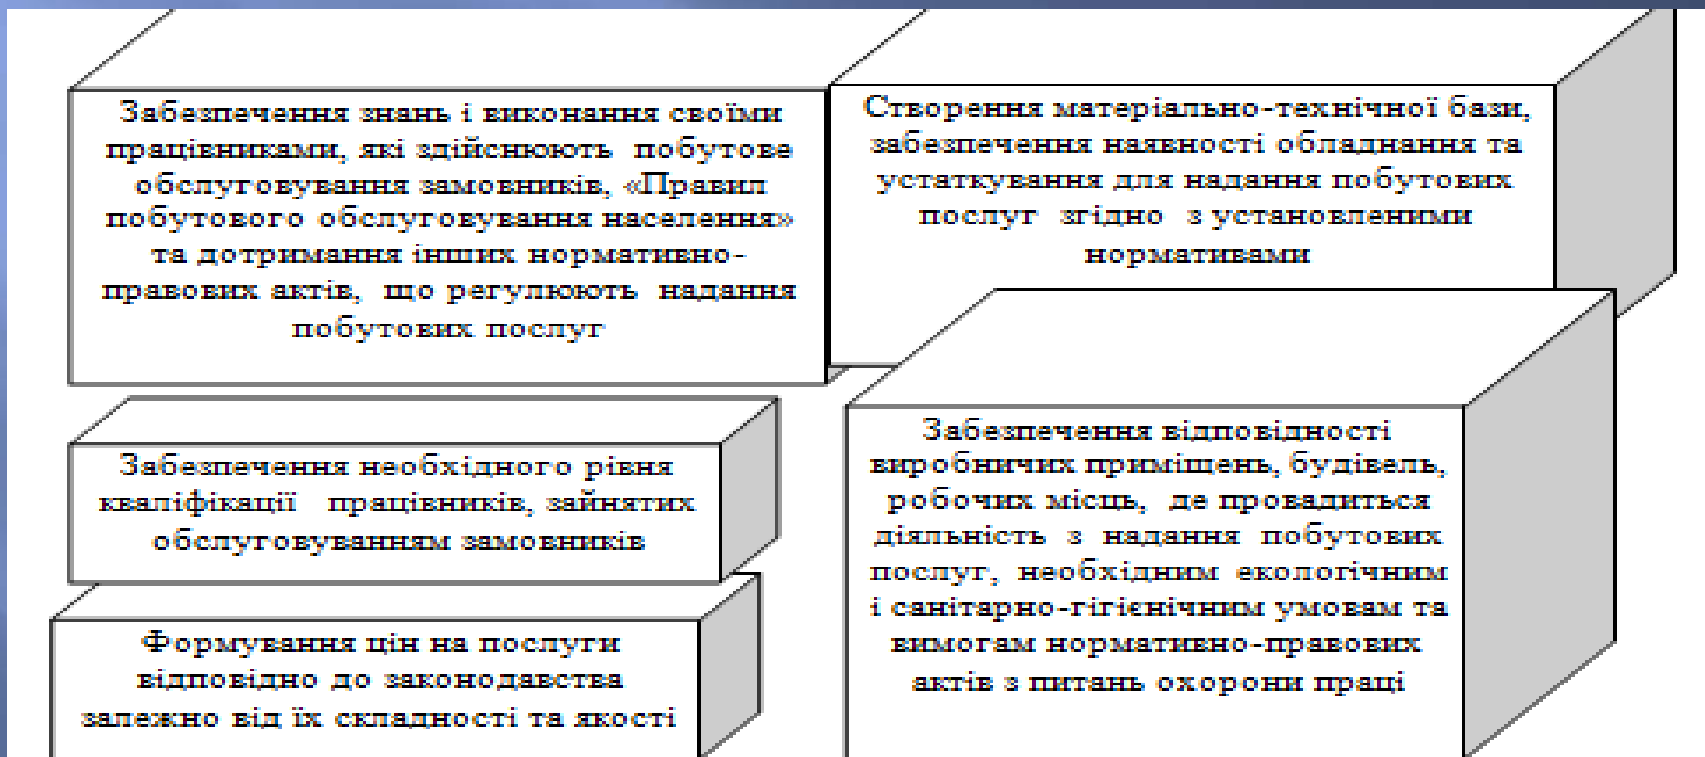 Забезпечення знань і виконання своїми
працівниками, які здійснюють побутове
обслуговування замовників, «Правил
побутового обслуговування населення»
та дотримання інших нормативно-
правових актів, що регулюють надання
побутових послуг
Створення матеріально-технічної бази,
забезпечення наявності обладнання та
устаткування для надання побутових
послуг згідно з установленими
нормативами
Забезпечення необхідного рівня
кваліфікації працівників, зайнятих
обслуговуванням замовників
Забезпечення відповідності
виробничих приміщень, будівель,
робочих місць, де провадиться
діяльність з надання побутових
послуг, необхідним екологічним
і санітарно-гігієнічним умовам та
вимогам нормативно-правових
актів з питань охорони праці
Формування цін на послуги
відповідно до законодавства
залежно від їх складності та якості